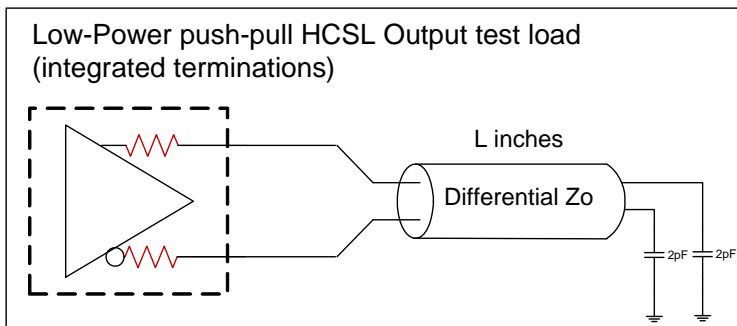 Low-Power push-pull HCSL Output test load
(integrated terminations)
L inches
Differential Zo
2pF
2pF